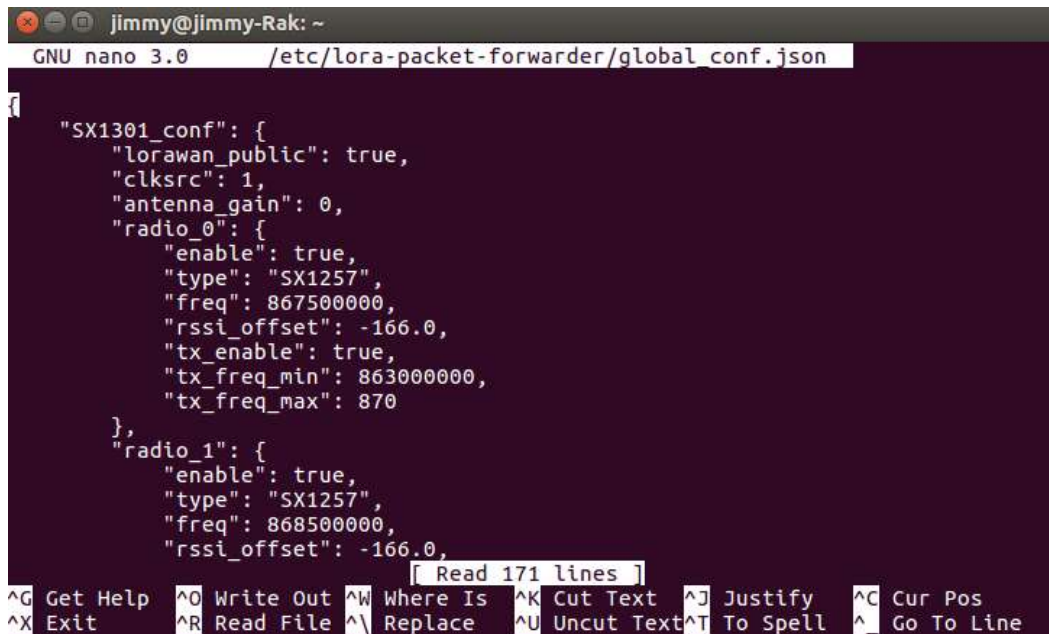 jimmy@jimmy-Rak: ~
GNU nano 3.0 /etc/lora-packet-forwarder/global_conf.json
{
"SX1301_conf": {
"lorawan_public": true,
"clksrc": 1,
"antenna_gain": 0,
"radio_0": {
"enable": true,
"type": "SX1257",
"freq": 867500000,
"rssi_offset": -166.0,
"tx_enable": true,
"tx_freq_min": 863000000,
"tx_freq_max": 870
},
"radio_1": {
"enable": true,
"type": "SX1257",
"freq": 868500000,
"rssi_offset": -166.0,
[ Read 171 lines ]
^G Get Help ^O Write Out ^W Where Is ^K Cut Text ^J Justify ^C Cur Pos
^X Exit ^R Read File ^\ Replace ^U Uncut Text^T To Spell ^_ Go To Line